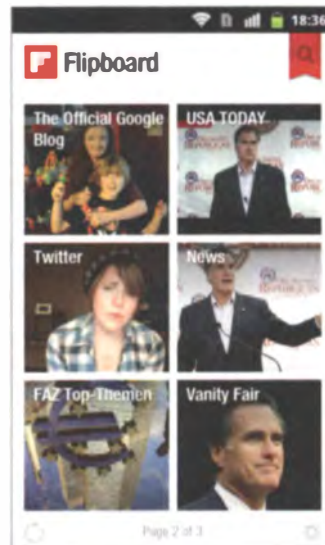 18:36
Flipboard
The Official Google
Blog
USA TODAY
Twitter
News
FAZ Top-Themen
Vanity Fair
Page 2 of 3